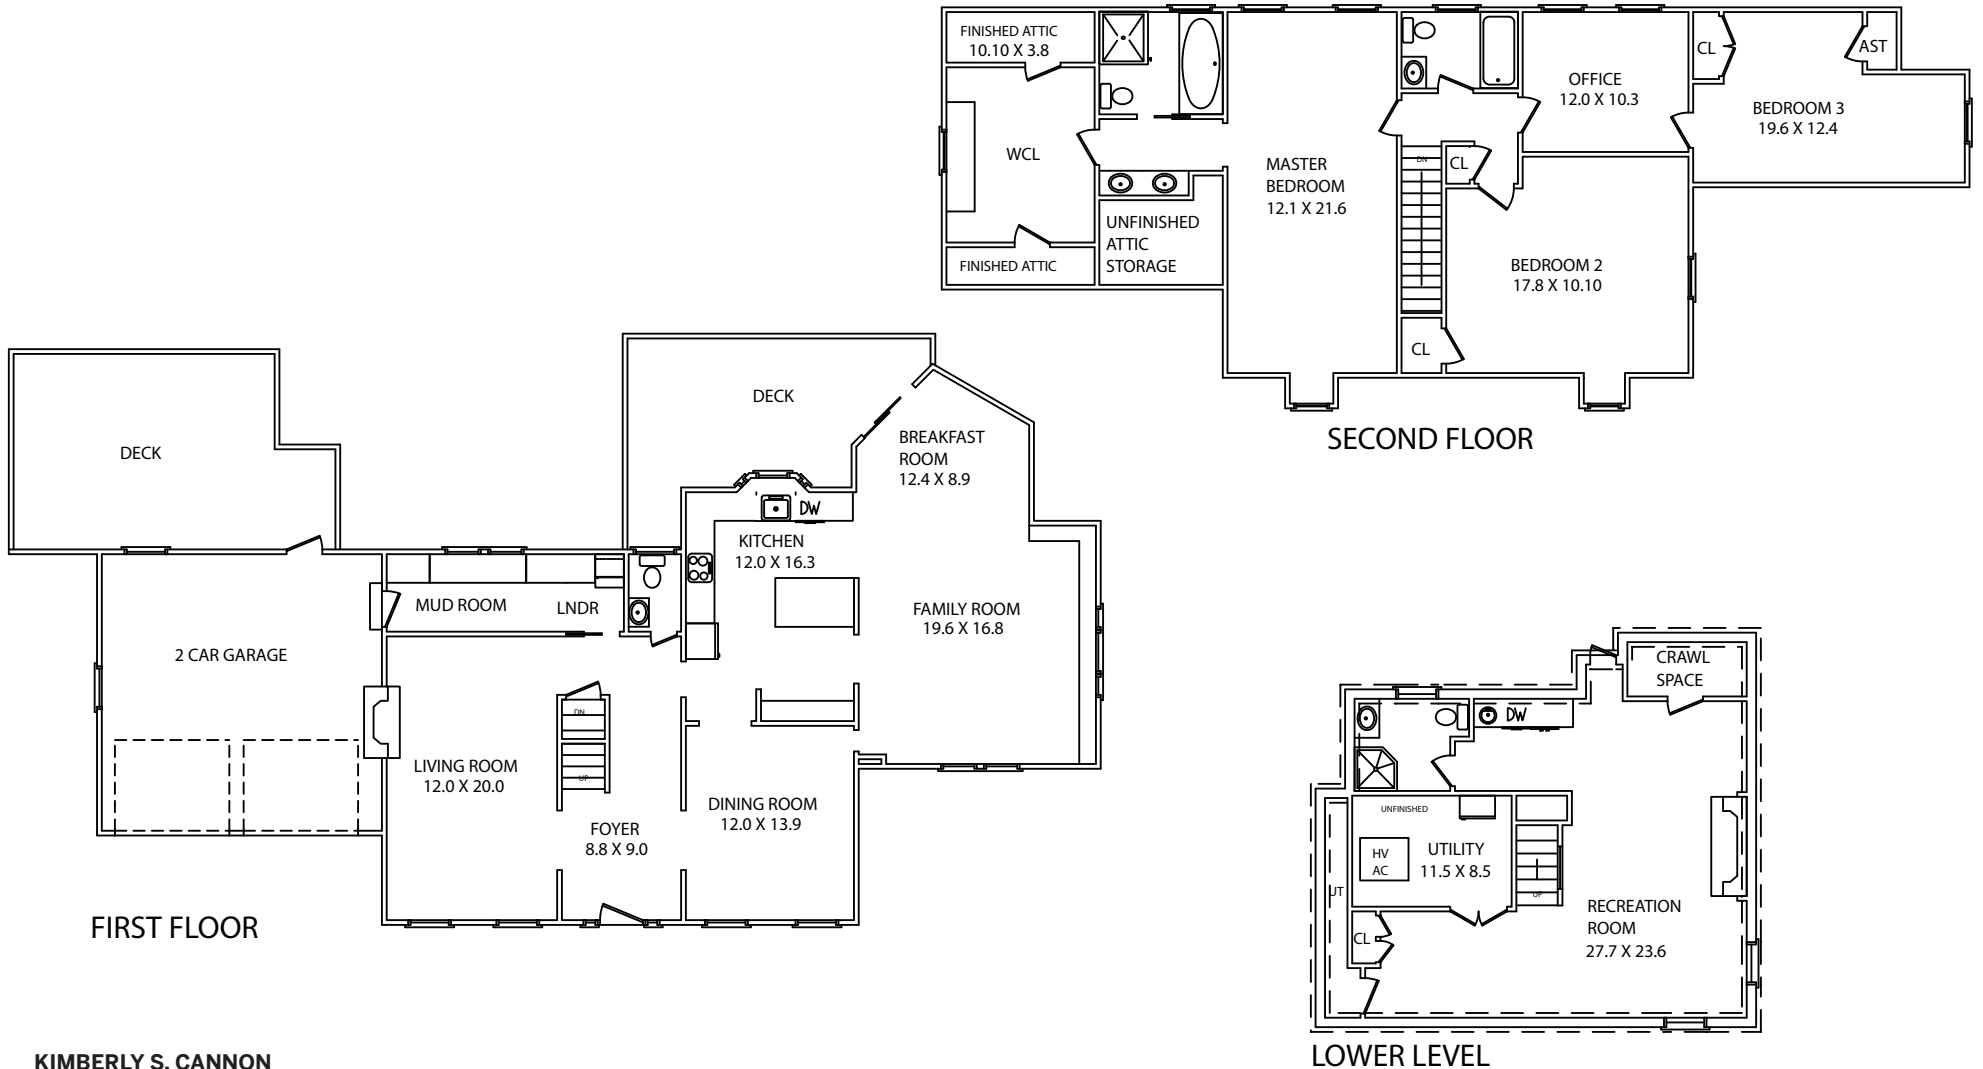 FINISHED ATTIC
10.10 X 3.8
WCL
FINISHED ATTIC
UNFINISHED
ATTIC
STORAGE
MASTER
BEDROOM
12.1 X 21.6
DN
CL
CL
OFFICE
12.0 X 10.3
CL
AST
BEDROOM 3
19.6 X 12.4
BEDROOM 2
17.8 X 10.10
SECOND FLOOR
DECK
DECK
BREAKFAST
ROOM
12.4 X 8.9
DW
KITCHEN
12.0 X 16.3
MUD ROOM
LNDR
FAMILY ROOM
19.6 X 16.8
2 CAR GARAGE
DN
UP
LIVING ROOM
12.0 X 20.0
DINING ROOM
12.0 X 13.9
FOYER
8.8 X 9.0
FIRST FLOOR
CRAWL
SPACE
DW
UNFINISHED
HV
AC
UTILITY
11.5 X 8.5
UT
UP
CL
RECREATION
ROOM
27.7 X 23.6
LOWER LEVEL
KIMBERLY S. CANNON